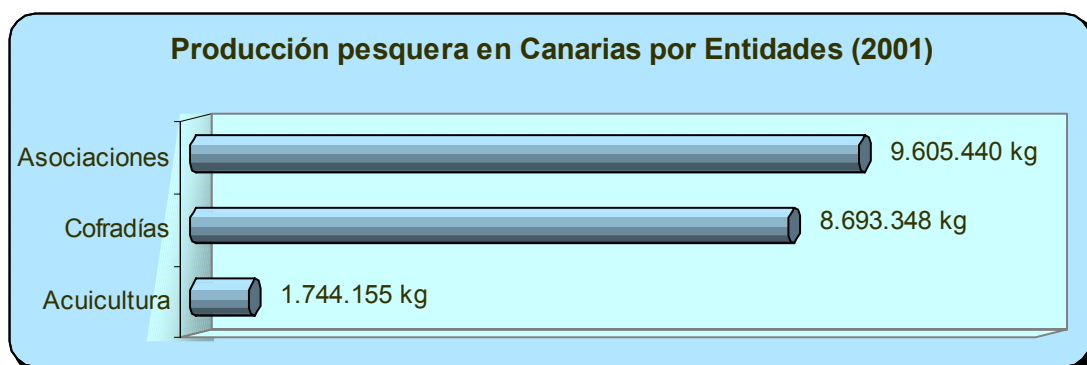 Producción pesquera en Canarias por Entidades (2001)
Asociaciones 9.605.440 kg
Cofradías 8.693.348 kg
Acuicultura 1.744.155 kg